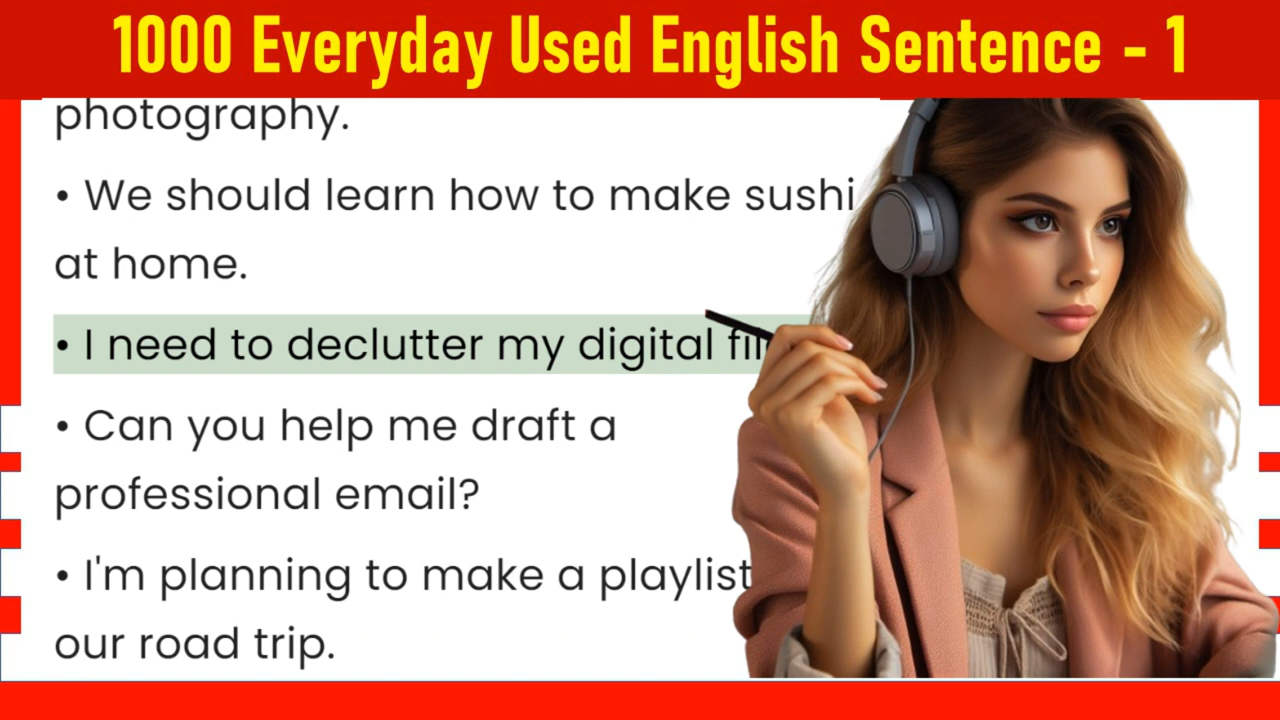 1000 Everyday Used English Sentence - 1
photography.
• We should learn how to make sushi
at home.
• I need to declutter my digital
• Can you help me draft a
professional email?
• I'm planning to make a playlist
our road trip.